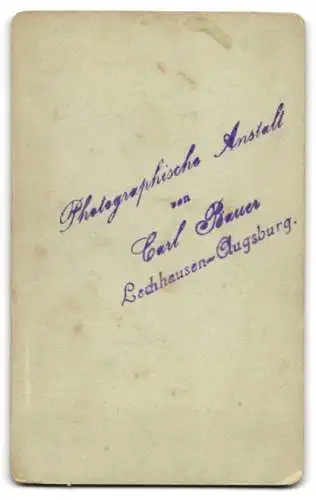 Photographische Anstalt
von
Carl Bauer
Lechhausen-Augsburg.